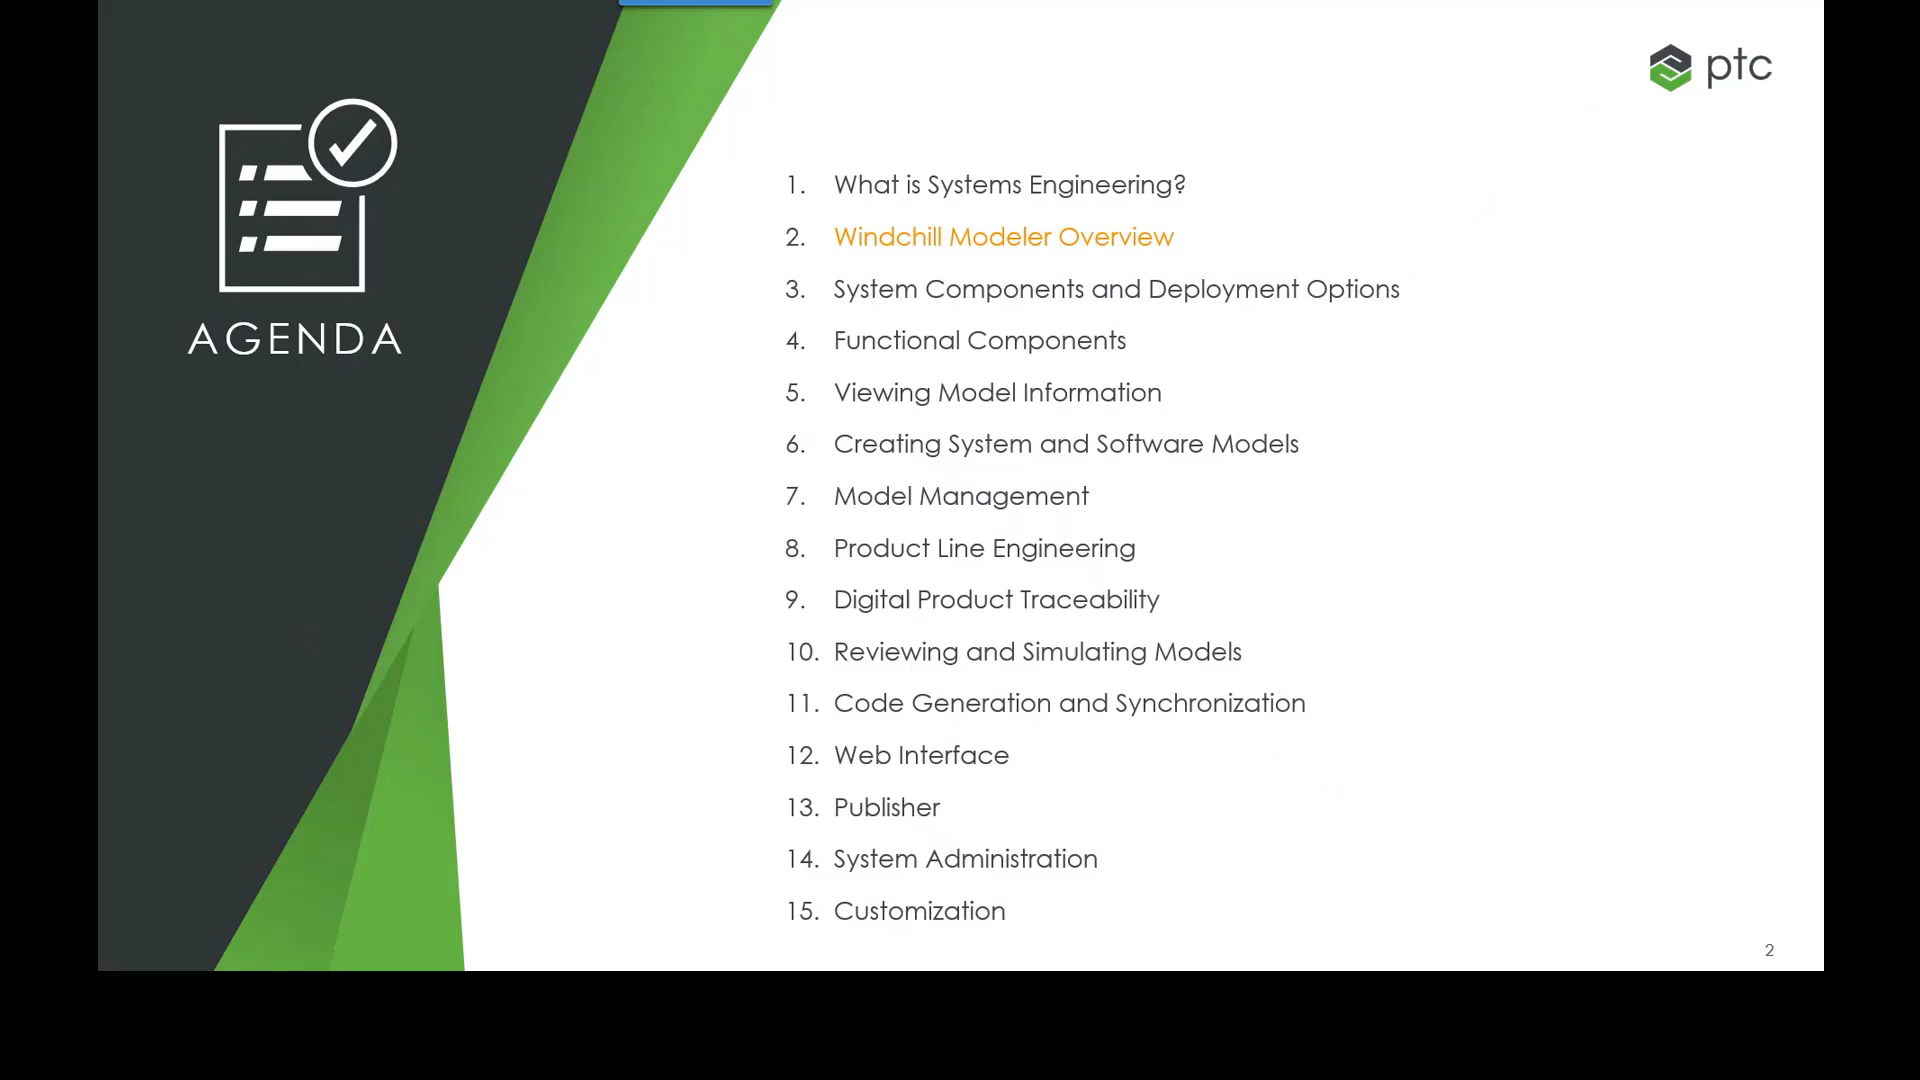 ptc
AGENDA
1. What is Systems Engineering?
2. Windchill Modeler Overview
3. System Components and Deployment Options
4. Functional Components
5. Viewing Model Information
6. Creating System and Software Models
7. Model Management
8. Product Line Engineering
9. Digital Product Traceability
10. Reviewing and Simulating Models
11. Code Generation and Synchronization
12. Web Interface
13. Publisher
14. System Administration
15. Customization
2